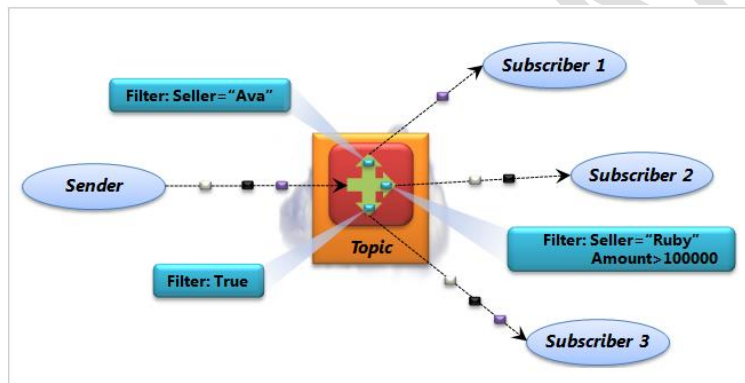 Subscriber 1
Filter: Seller="Ava"
Sender
Subscriber 2
Topic
Filter: Seller="Ruby"
Amount>100000
Filter: True
Subscriber 3